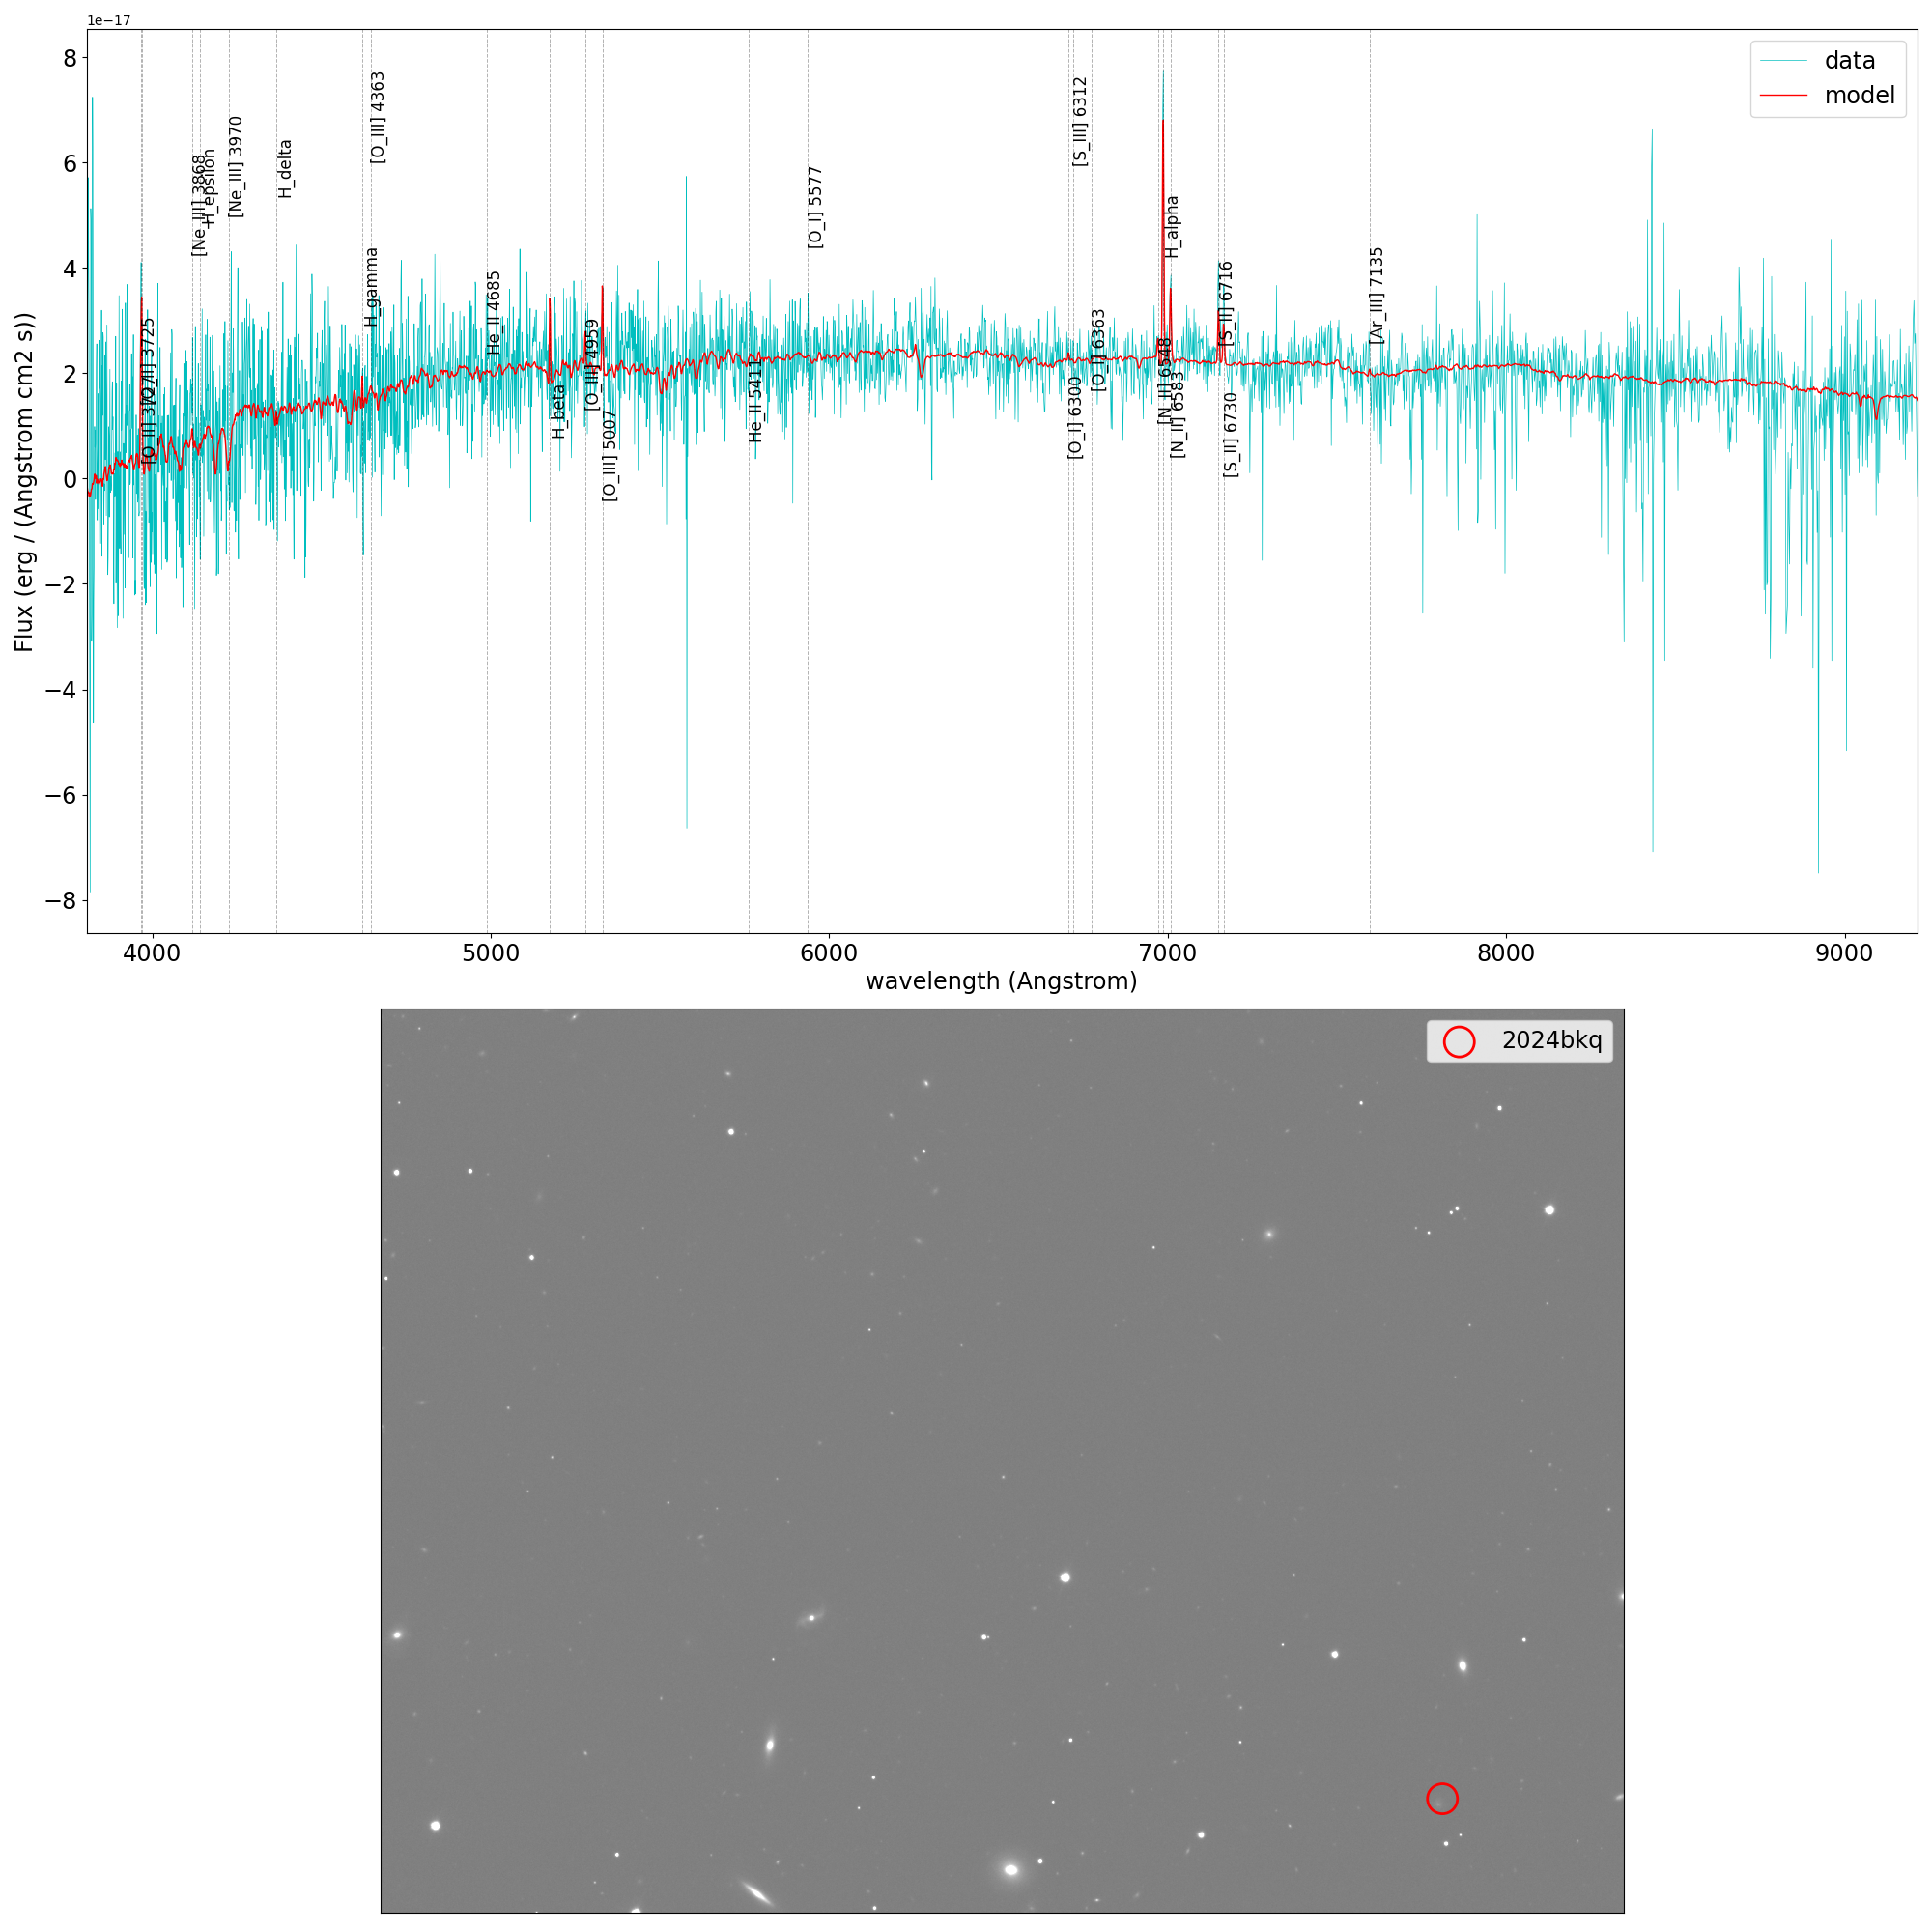 1e−17
8
6
4
2
0
−2
−4
−6
−8
Flux (erg / (Angstrom cm2 s))
4000
5000
6000
7000
8000
9000
wavelength (Angstrom)
data
model
[Ne_III] 3868
H_epsilon
[Ne_III] 3970
H_delta
H_gamma
[O_III] 4363
He_II 4685
H_beta
[O_III] 4959
[O_III] 5007
He_II 5411
[O_I] 5577
[O_I] 6300
[S_III] 6312
[O_I] 6363
[N_II] 6548
H_alpha
[N_II] 6583
[S_II] 6716
[S_II] 6730
[Ar_III] 7135
2024bkq